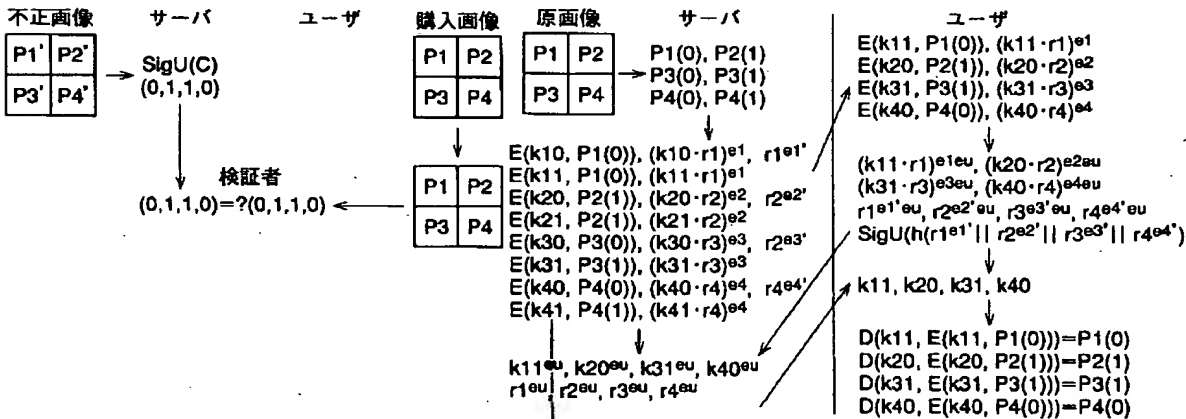 不正画像 サーバ ユーザ
P1' P2'
P3' P4'
SigU(C)
(0,1,1,0)
検証者
(0,1,1,0)=?(0,1,1,0)
購入画像
P1 P2
P3 P4
P1 P2
P3 P4
原画像 サーバ
P1 P2
P3 P4
P1(0), P2(1)
P3(0), P3(1)
P4(0), P4(1)
E(k10, P1(0)), (k10·r1)e1, r1e1'
E(k11, P1(0)), (k11·r1)e1
E(k20, P2(1)), (k20·r2)e2, r2e2'
E(k21, P2(1)), (k21·r2)e2
E(k30, P3(0)), (k30·r3)e3, r2e3'
E(k31, P3(1)), (k31·r3)e3
E(k40, P4(0)), (k40·r4)e4, r4e4'
E(k41, P4(1)), (k41·r4)e4
k11eu, k20eu, k31eu, k40eu
r1eu, r2eu, r3eu, r4eu
ユーザ
E(k11, P1(0)), (k11·r1)e1
E(k20, P2(1)), (k20·r2)e2
E(k31, P3(1)), (k31·r3)e3
E(k40, P4(0)), (k40·r4)e4
(k11·r1)e1eu, (k20·r2)e2eu
(k31·r3)e3eu, (k40·r4)e4eu
r1e1'eu, r2e2'eu, r3e3'eu, r4e4'eu
SigU(h(r1e1'|| r2e2'|| r3e3'|| r4e4')
k11, k20, k31, k40
D(k11, E(k11, P1(0)))=P1(0)
D(k20, E(k20, P2(1)))=P2(1)
D(k31, E(k31, P3(1)))=P3(1)
D(k40, E(k40, P4(0)))=P4(0)